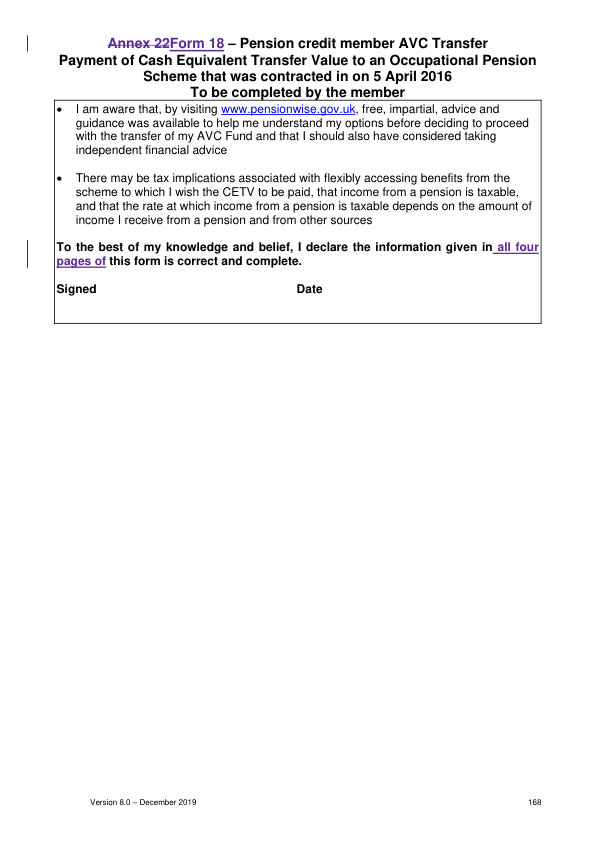 Annex 22Form 18 – Pension credit member AVC Transfer
Payment of Cash Equivalent Transfer Value to an Occupational Pension
Scheme that was contracted in on 5 April 2016
To be completed by the member
• I am aware that, by visiting www.pensionwise.gov.uk, free, impartial, advice and
guidance was available to help me understand my options before deciding to proceed
with the transfer of my AVC Fund and that I should also have considered taking
independent financial advice
• There may be tax implications associated with flexibly accessing benefits from the
scheme to which I wish the CETV to be paid, that income from a pension is taxable,
and that the rate at which income from a pension is taxable depends on the amount of
income I receive from a pension and from other sources
To the best of my knowledge and belief, I declare the information given in all four
pages of this form is correct and complete.
Signed Date
Version 8.0 – December 2019 168